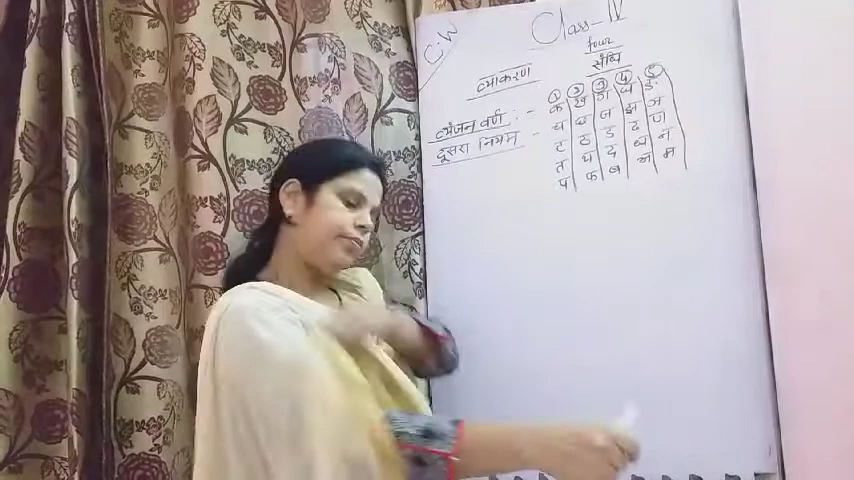 C.W
Class - IV
four
व्याकरण
संधि
① ② ③ ④ ⑤
व्यंजन वर्ण :- क ख ग घ ङ
दूसरा नियम - च छ ज झ ञ
ट ठ ड ढ ण
त थ द ध न
प फ ब भ म